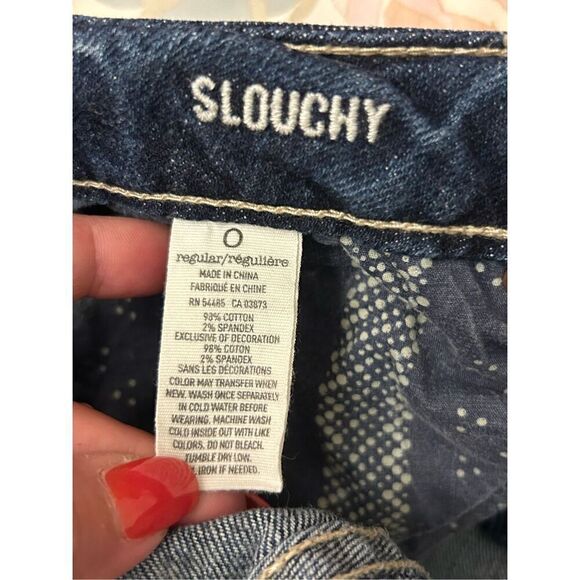 SLOUCHY
0
regular/régulière
MADE IN CHINA
FABRIQUÉ EN CHINE
RN 54485 CA 03873
98% COTTON
2% SPANDEX
EXCLUSIVE OF DECORATION
98% COTON
2% SPANDEX
SANS LES DÉCORATIONS
COLOR MAY TRANSFER WHEN
NEW. WASH ONCE SEPARATELY
IN COLD WATER BEFORE
WEARING. MACHINE WASH
COLD INSIDE OUT WITH LIKE
COLORS. DO NOT BLEACH.
TUMBLE DRY LOW.
IRON IF NEEDED.